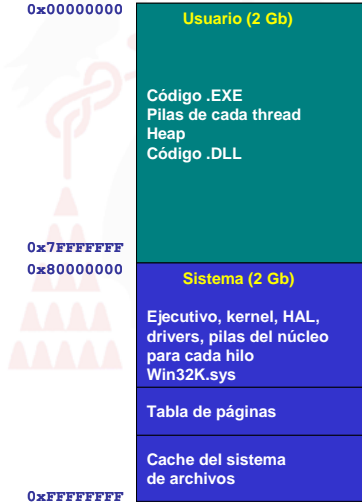 0x00000000
Usuario (2 Gb)
Código .EXE
Pilas de cada thread
Heap
Código .DLL
0x7FFFFFFF
0x80000000
Sistema (2 Gb)
Ejecutivo, kernel, HAL,
drivers, pilas del núcleo
para cada hilo
Win32K.sys
Tabla de páginas
Cache del sistema
de archivos
0xFFFFFFFF